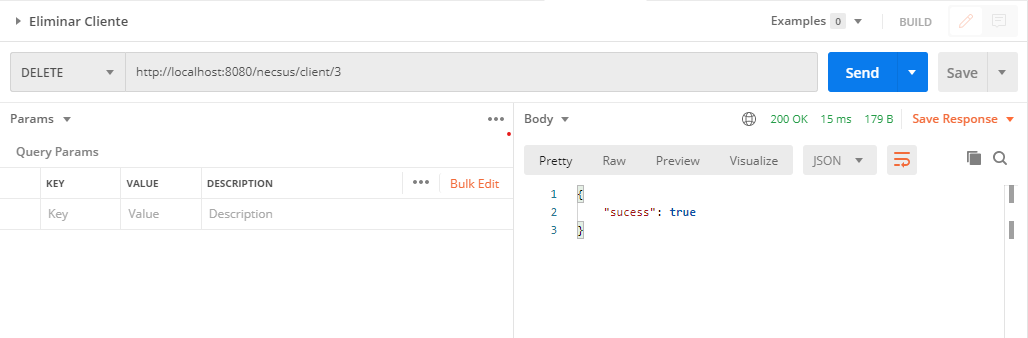 Eliminar Cliente
Examples 0
BUILD
DELETE
http://localhost:8080/necsus/client/3
Send
Save
Params
Query Params
KEY VALUE DESCRIPTION
Bulk Edit
Key Value Description
Body
200 OK 15 ms 179 B
Save Response
Pretty Raw Preview Visualize JSON
1 {
2 "sucess": true
3 }